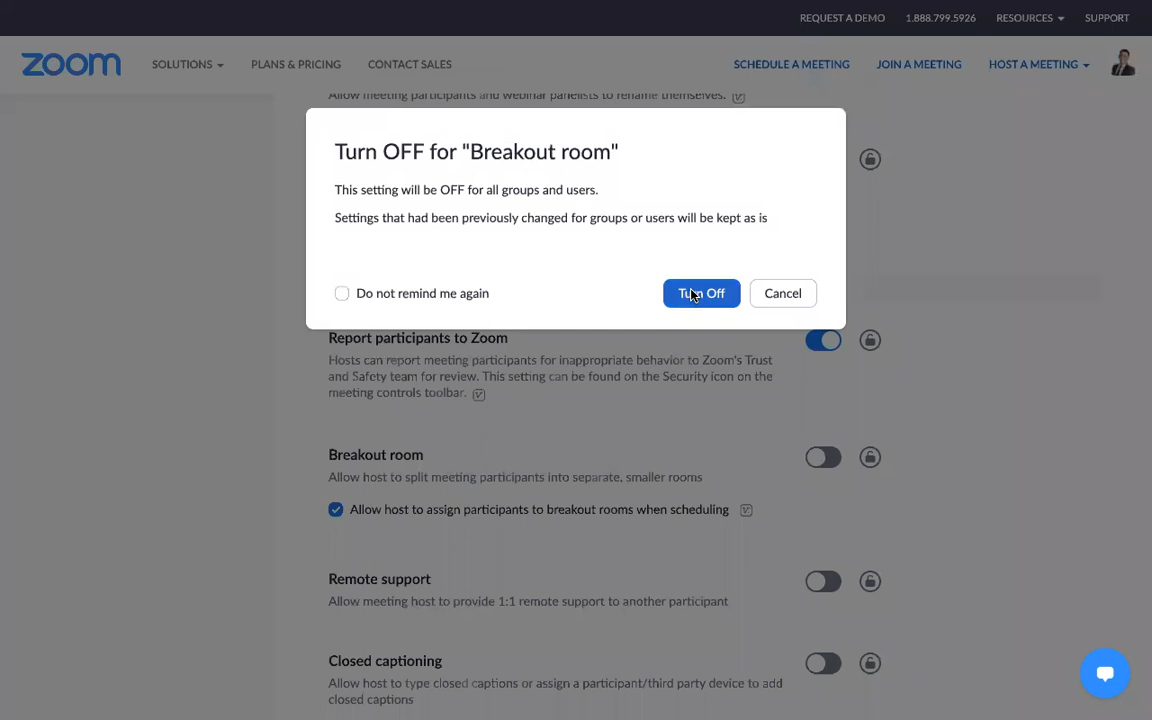 REQUEST A DEMO 1.888.799.5926 RESOURCES SUPPORT
zoom SOLUTIONS PLANS & PRICING CONTACT SALES SCHEDULE A MEETING JOIN A MEETING HOST A MEETING
Allow meeting participants and webinar panelists to rename themselves.
Turn OFF for "Breakout room"
This setting will be OFF for all groups and users.
Settings that had been previously changed for groups or users will be kept as is
Do not remind me again Turn Off Cancel
Report participants to Zoom
Hosts can report meeting participants for inappropriate behavior to Zoom's Trust
and Safety team for review. This setting can be found on the Security icon on the
meeting controls toolbar.
Breakout room
Allow host to split meeting participants into separate, smaller rooms
Allow host to assign participants to breakout rooms when scheduling
Remote support
Allow meeting host to provide 1:1 remote support to another participant
Closed captioning
Allow host to type closed captions or assign a participant/third party device to add
closed captions